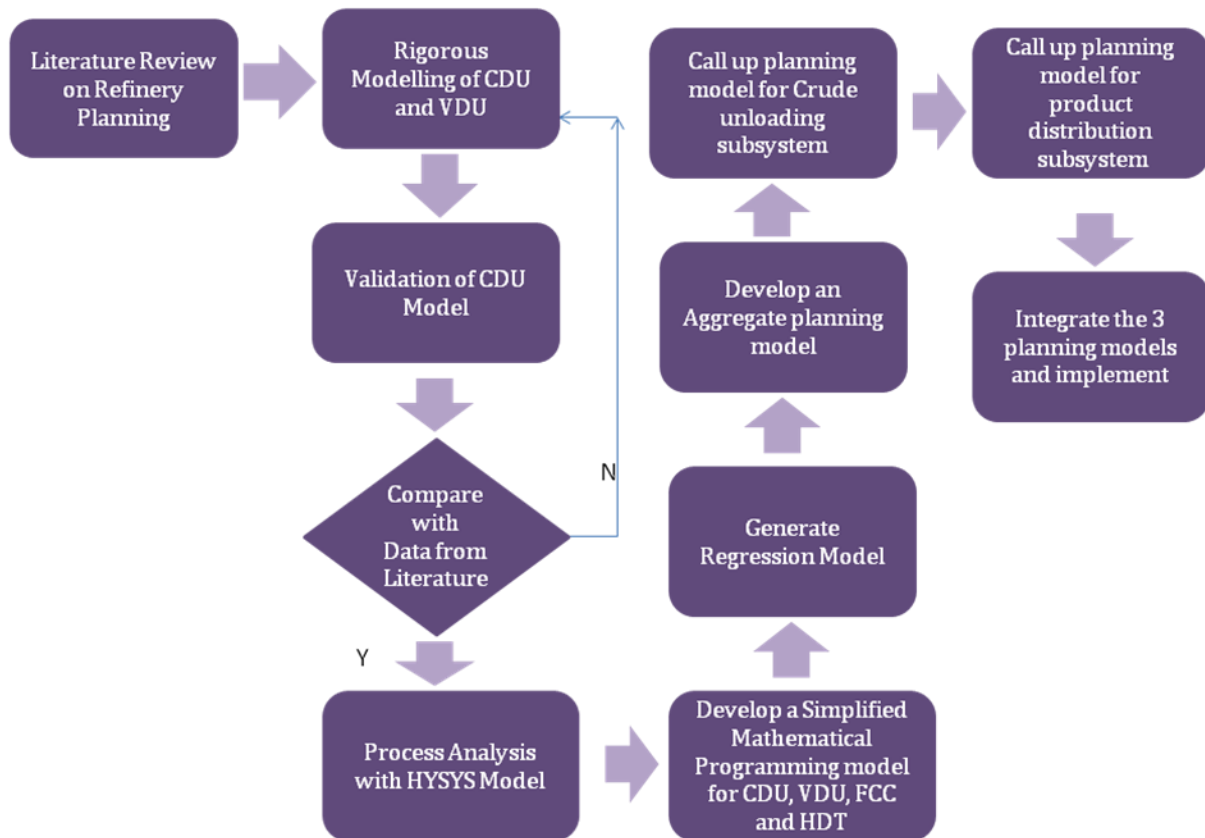 Literature Review
on Refinery
Planning
Rigorous
Modelling of CDU
and VDU
Validation of CDU
Model
Compare
with
Data from
Literature
N
Y
Process Analysis
with HYSYS Model
Develop a Simplified
Mathematical
Programming model
for CDU, VDU, FCC
and HDT
Generate
Regression Model
Develop an
Aggregate planning
model
Call up planning
model for Crude
unloading
subsystem
Call up planning
model for
product
distribution
subsystem
Integrate the 3
planning models
and implement